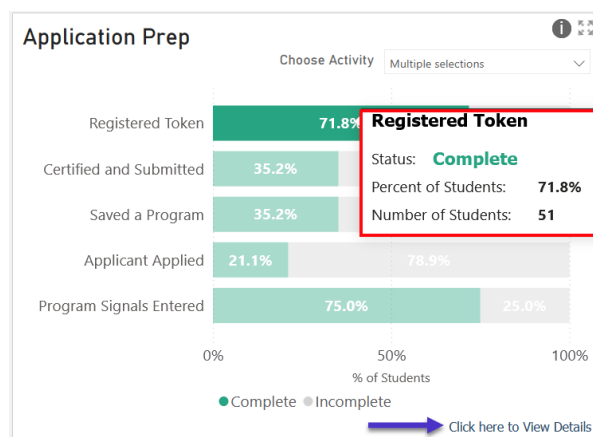 Application Prep
i
Choose Activity Multiple selections
Registered Token 71.8%
Registered Token
Status: Complete
Percent of Students: 71.8%
Number of Students: 51
Certified and Submitted 35.2%
Saved a Program 35.2%
Applicant Applied 21.1% 78.9%
Program Signals Entered 75.0% 25.0%
0% 50% 100%
% of Students
Complete Incomplete
Click here to View Details